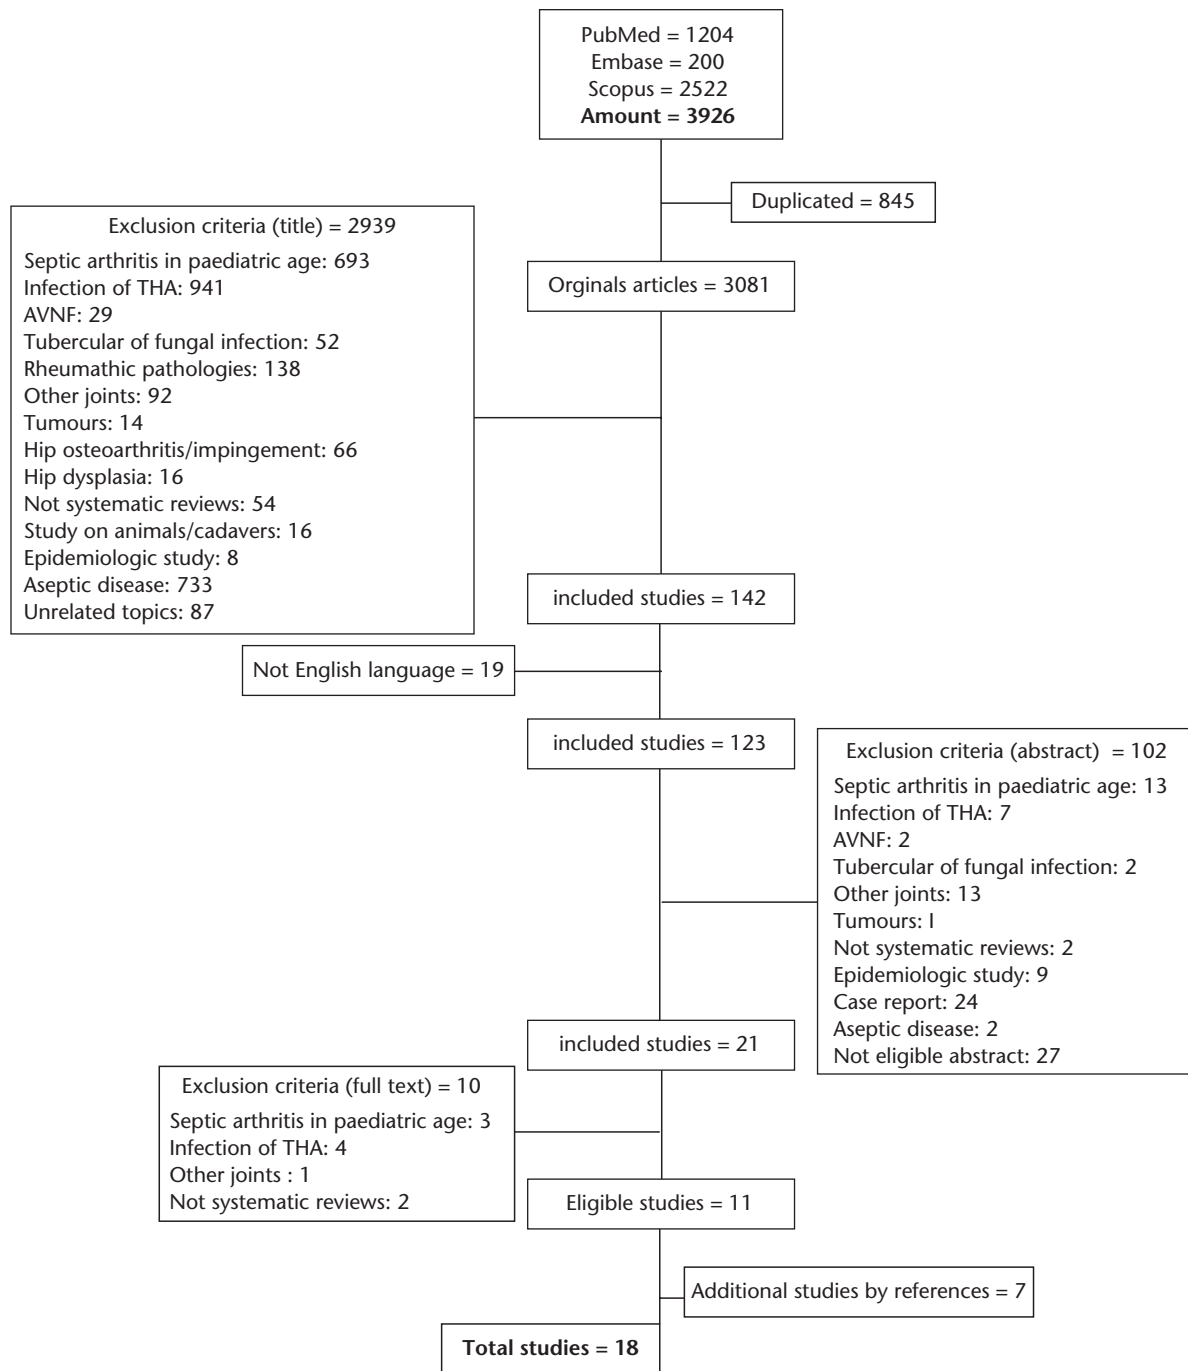 PubMed = 1204
Embase = 200
Scopus = 2522
Amount = 3926
Duplicated = 845
Exclusion criteria (title) = 2939
Septic arthritis in paediatric age: 693
Infection of THA: 941
AVNF: 29
Tubercular of fungal infection: 52
Rheumathic pathologies: 138
Other joints: 92
Tumours: 14
Hip osteoarthritis/impingement: 66
Hip dysplasia: 16
Not systematic reviews: 54
Study on animals/cadavers: 16
Epidemiologic study: 8
Aseptic disease: 733
Unrelated topics: 87
Orginals articles = 3081
included studies = 142
Not English language = 19
included studies = 123
Exclusion criteria (abstract) = 102
Septic arthritis in paediatric age: 13
Infection of THA: 7
AVNF: 2
Tubercular of fungal infection: 2
Other joints: 13
Tumours: I
Not systematic reviews: 2
Epidemiologic study: 9
Case report: 24
Aseptic disease: 2
Not eligible abstract: 27
included studies = 21
Exclusion criteria (full text) = 10
Septic arthritis in paediatric age: 3
Infection of THA: 4
Other joints : 1
Not systematic reviews: 2
Eligible studies = 11
Additional studies by references = 7
Total studies = 18